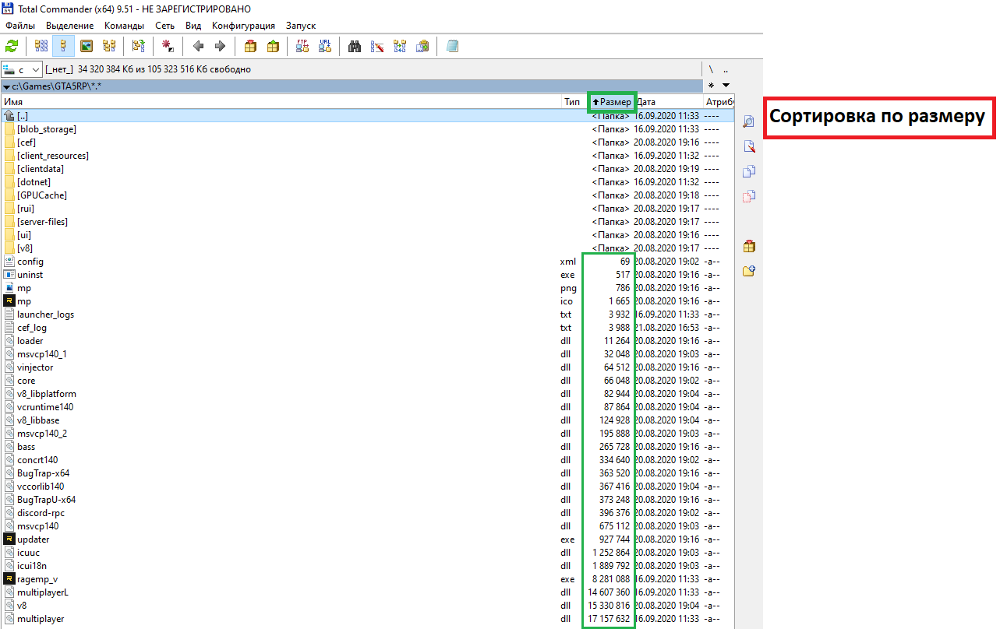 Total Commander (x64) 9.51 - НЕ ЗАРЕГИСТРИРОВАНО
Файлы Выделение Команды Сеть Вид Конфигурация Запуск
FTP URL
c [_нет_] 34 320 384 Кб из 105 323 516 Кб свободно \ ..
c:\Games\GTA5RP\*.* *
Имя Тип Размер Дата Атрибу
[..] <Папка> 16.09.2020 11:33 ----
Сортировка по размеру
[blob_storage] <Папка> 16.09.2020 11:33 ----
[cef] <Папка> 20.08.2020 19:16 ----
[client_resources] <Папка> 16.09.2020 11:32 ----
[clientdata] <Папка> 20.08.2020 19:19 ----
[dotnet] <Папка> 16.09.2020 11:32 ----
[GPUCache] <Папка> 20.08.2020 19:18 ----
[rui] <Папка> 20.08.2020 19:17 ----
[server-files] <Папка> 20.08.2020 19:17 ----
[ui] <Папка> 20.08.2020 19:16 ----
[v8] <Папка> 20.08.2020 19:17 ----
config xml 69 20.08.2020 19:02 -a--
uninst exe 517 20.08.2020 19:16 -a--
mp png 786 20.08.2020 19:16 -a--
mp ico 1 665 20.08.2020 19:16 -a--
launcher_logs txt 3 932 16.09.2020 11:33 -a--
cef_log txt 3 988 21.08.2020 16:53 -a--
loader dll 11 264 20.08.2020 19:16 -a--
msvcp140_1 dll 32 048 20.08.2020 19:03 -a--
vinjector dll 64 512 20.08.2020 19:16 -a--
core dll 66 048 20.08.2020 19:02 -a--
v8_libplatform dll 82 944 20.08.2020 19:04 -a--
vcruntime140 dll 87 864 20.08.2020 19:04 -a--
v8_libbase dll 124 928 20.08.2020 19:04 -a--
msvcp140_2 dll 195 888 20.08.2020 19:03 -a--
bass dll 265 728 20.08.2020 19:16 -a--
concrt140 dll 334 640 20.08.2020 19:02 -a--
BugTrap-x64 dll 363 520 20.08.2020 19:16 -a--
vccorlib140 dll 367 416 20.08.2020 19:04 -a--
BugTrapU-x64 dll 373 248 20.08.2020 19:16 -a--
discord-rpc dll 396 376 20.08.2020 19:02 -a--
msvcp140 dll 675 112 20.08.2020 19:03 -a--
updater exe 927 744 20.08.2020 19:16 -a--
icuuc dll 1 252 864 20.08.2020 19:03 -a--
icui18n dll 1 889 792 20.08.2020 19:03 -a--
ragemp_v exe 8 281 088 16.09.2020 11:33 -a--
multiplayerL dll 14 607 360 16.09.2020 11:33 -a--
v8 dll 15 330 816 20.08.2020 19:04 -a--
multiplayer dll 17 157 632 16.09.2020 11:33 -a--